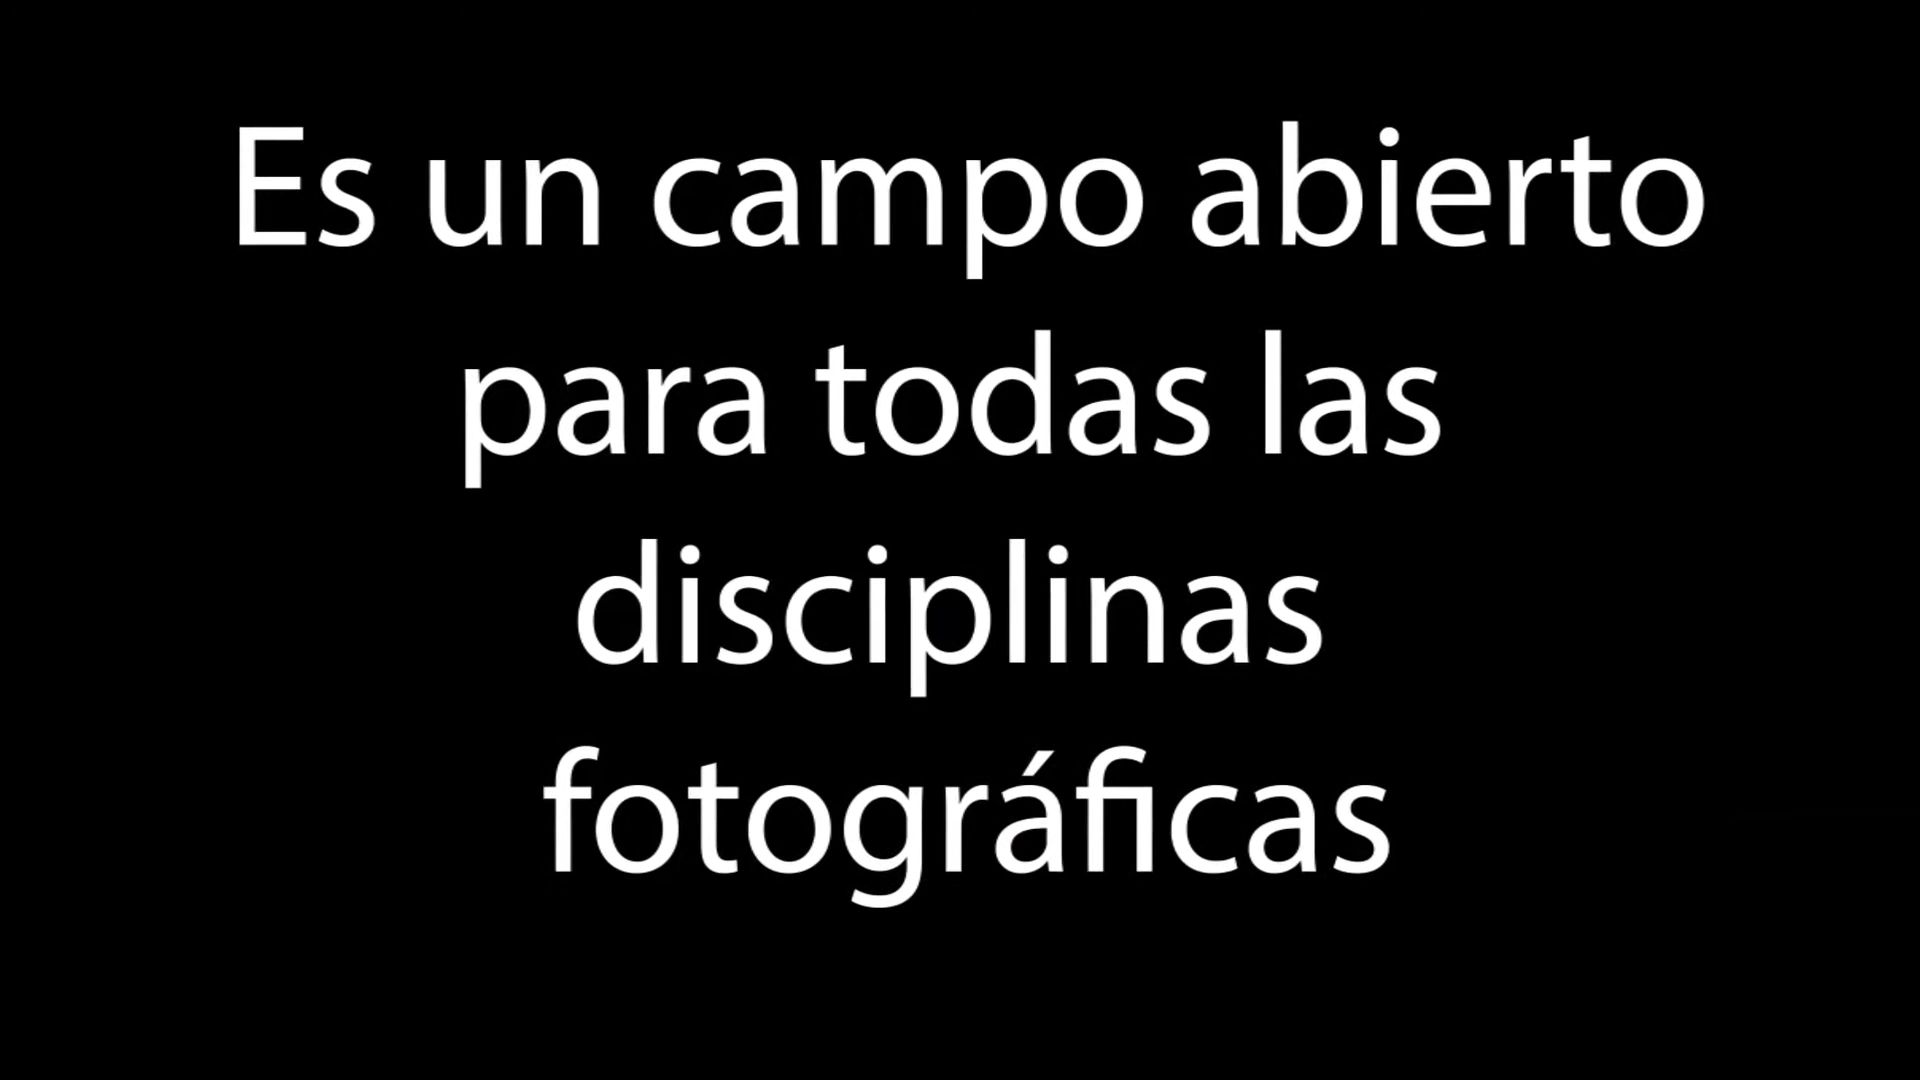 Es un campo abierto
para todas las
disciplinas
fotográficas